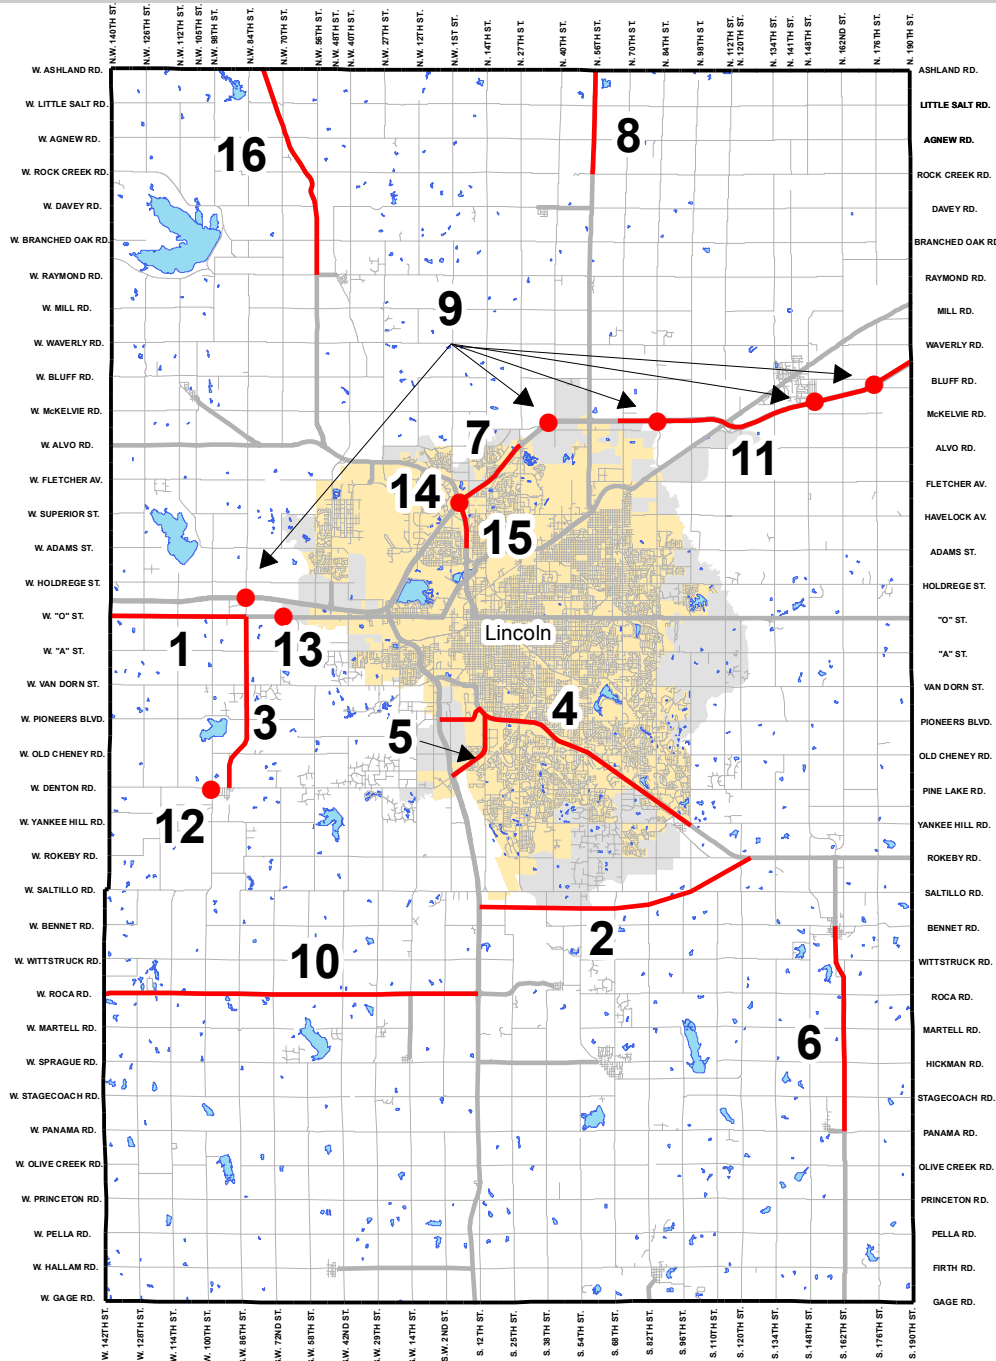 N.W. 140TH ST.
N.W. 126TH ST.
N.W. 112TH ST.
N.W. 105TH ST.
N.W. 98TH ST.
N.W. 84TH ST.
N.W. 70TH ST.
N.W. 56TH ST.
N.W. 48TH ST.
N.W. 40TH ST.
N.W. 27TH ST.
N.W. 12TH ST.
N.W. 1ST ST.
N. 14TH ST.
N. 27TH ST.
N. 40TH ST.
N. 56TH ST.
N. 70TH ST.
N. 84TH ST.
N. 98TH ST.
N. 112TH ST.
N. 120TH ST.
N. 134TH ST.
N. 141TH ST.
N. 148TH ST.
N. 162ND ST.
N. 176TH ST.
N. 190TH ST.
W. ASHLAND RD.
W. LITTLE SALT RD.
W. AGNEW RD.
W. ROCK CREEK RD.
W. DAVEY RD.
W. BRANCHED OAK RD.
W. RAYMOND RD.
W. MILL RD.
W. WAVERLY RD.
W. BLUFF RD.
W. McKELVIE RD.
W. ALVO RD.
W. FLETCHER AV.
W. SUPERIOR ST.
W. ADAMS ST.
W. HOLDREGE ST.
W. "O" ST.
W. "A" ST.
W. VAN DORN ST.
W. PIONEERS BLVD.
W. OLD CHENEY RD.
W. DENTON RD.
W. YANKEE HILL RD.
W. ROKEBY RD.
W. SALTILLO RD.
W. BENNET RD.
W. WITTSTRUCK RD.
W. ROCA RD.
W. MARTELL RD.
W. SPRAGUE RD.
W. STAGECOACH RD.
W. PANAMA RD.
W. OLIVE CREEK RD.
W. PRINCETON RD.
W. PELLA RD.
W. HALLAM RD.
W. GAGE RD.
16
8
9
7
11
14
15
1
13
Lincoln
3
4
5
12
2
10
6
ASHLAND RD.
LITTLE SALT RD.
AGNEW RD.
ROCK CREEK RD.
DAVEY RD.
BRANCHED OAK RD
RAYMOND RD.
MILL RD.
WAVERLY RD.
BLUFF RD.
McKELVIE RD.
ALVO RD.
FLETCHER AV.
HAVELOCK AV.
ADAMS ST.
HOLDREGE ST.
"O" ST.
"A" ST.
VAN DORN ST.
PIONEERS BLVD.
OLD CHENEY RD.
PINE LAKE RD.
YANKEE HILL RD.
ROKEBY RD.
SALTILLO RD.
BENNET RD.
WITTSTRUCK RD.
ROCA RD.
MARTELL RD.
HICKMAN RD.
STAGECOACH RD.
PANAMA RD.
OLIVE CREEK RD.
PRINCETON RD.
PELLA RD.
FIRTH RD.
GAGE RD.
W. 142TH ST.
W. 128TH ST.
W. 114TH ST.
W. 100TH ST.
S.W. 86TH ST.
S.W. 72ND ST.
S.W. 58TH ST.
S.W. 42ND ST.
S.W. 29TH ST.
S.W. 14TH ST.
S.W. 2ND ST.
S. 12TH ST.
S. 25TH ST.
S. 38TH ST.
S. 54TH ST.
S. 68TH ST.
S. 82TH ST.
S. 96TH ST.
S. 110TH ST.
S. 120TH ST.
S. 134TH ST.
S. 148TH ST.
S. 162TH ST.
S. 176TH ST.
S. 190TH ST.